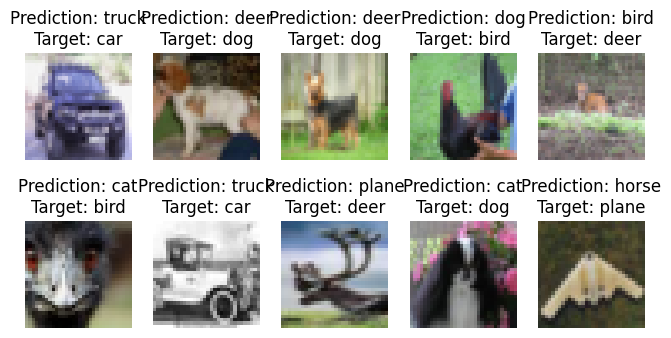 Prediction: truck
Target: car
Prediction: deer
Target: dog
Prediction: deer
Target: dog
Prediction: dog
Target: bird
Prediction: bird
Target: deer
Prediction: cat
Target: bird
Prediction: truck
Target: car
Prediction: plane
Target: deer
Prediction: cat
Target: dog
Prediction: horse
Target: plane